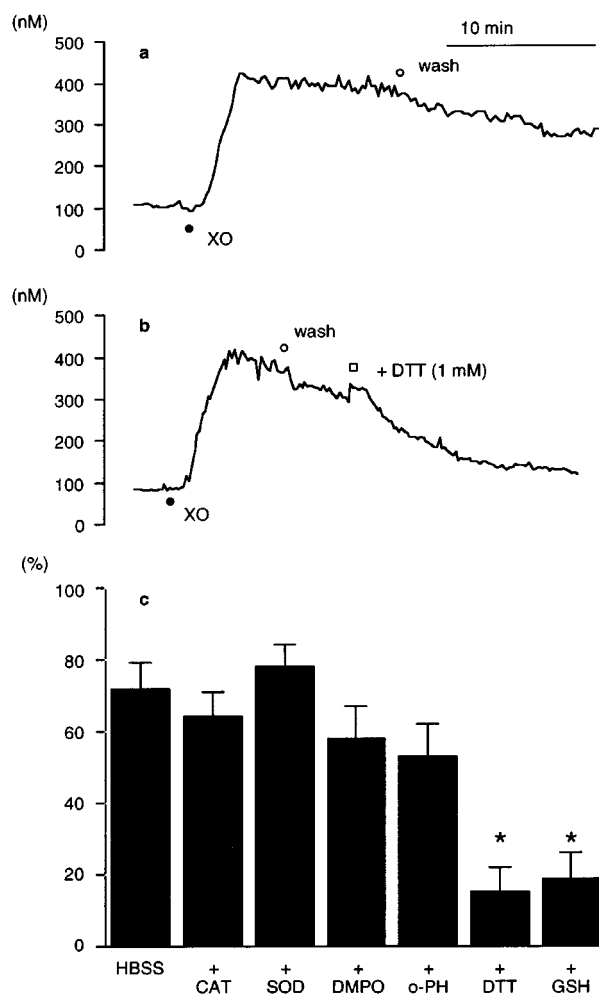 (nM)
10 min
500
a
wash
400
300
200
100
XO
0
(nM)
500
b
wash
400
+ DTT (1 mM)
300
200
100
XO
0
(%)
100
c
80
60
40
* *
20
0
HBSS + + + + + +
CAT SOD DMPO o-PH DTT GSH